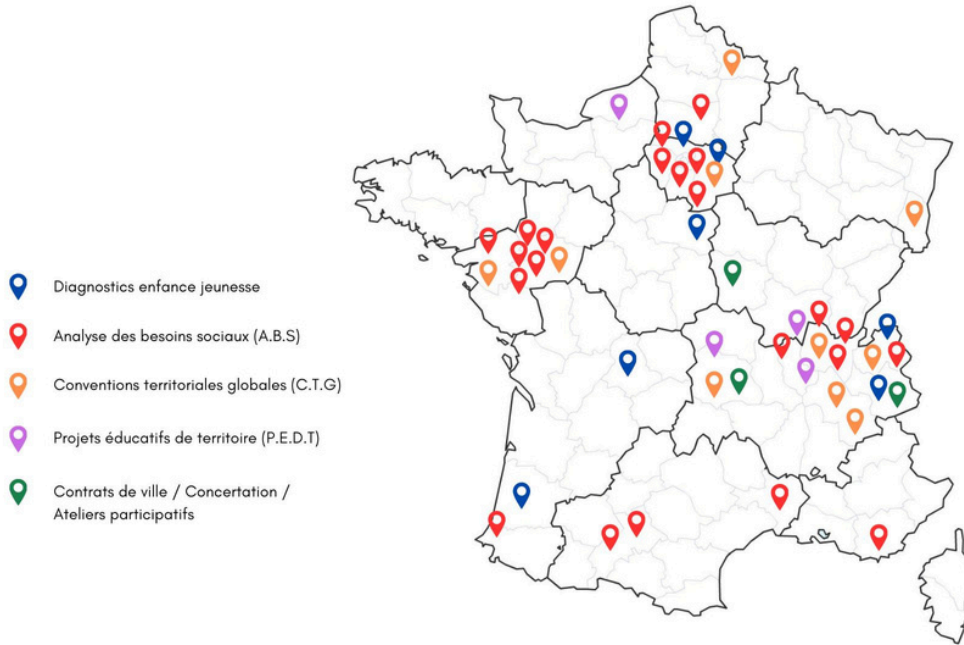 Diagnostics enfance jeunesse
Analyse des besoins sociaux (A.B.S)
Conventions territoriales globales (C.T.G)
Projets éducatifs de territoire (P.E.D.T)
Contrats de ville / Concertation /
Ateliers participatifs